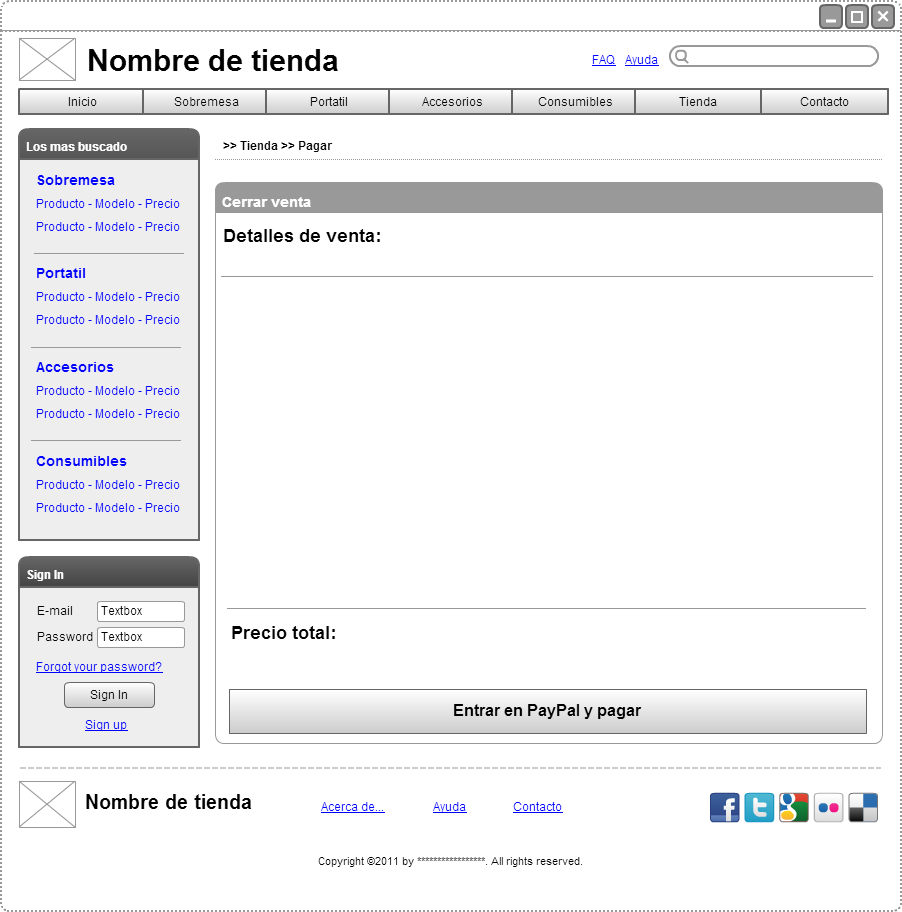 Nombre de tienda
FAQ Ayuda
Inicio Sobremesa Portatil Accesorios Consumibles Tienda Contacto
Los mas buscado
Sobremesa
Producto - Modelo - Precio
Producto - Modelo - Precio
Portatil
Producto - Modelo - Precio
Producto - Modelo - Precio
Accesorios
Producto - Modelo - Precio
Producto - Modelo - Precio
Consumibles
Producto - Modelo - Precio
Producto - Modelo - Precio
Sign In
E-mail Textbox
Password Textbox
Forgot your password?
Sign In
Sign up
>> Tienda >> Pagar
Cerrar venta
Detalles de venta:
Precio total:
Entrar en PayPal y pagar
Nombre de tienda
Acerca de... Ayuda Contacto
Copyright ©2011 by *****************. All rights reserved.